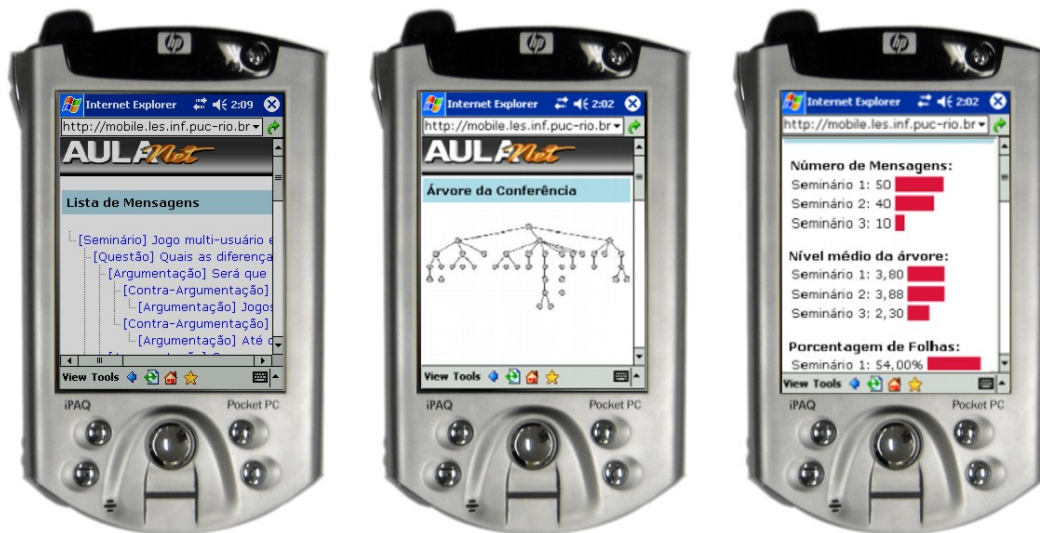 hp
Internet Explorer 2:09
http://mobile.les.inf.puc-rio.br
AULANet
Lista de Mensagens
[Seminário] Jogo multi-usuário e
[Questão] Quais as diferença
[Argumentação] Será que
[Contra-Argumentação]
[Argumentação] Jogos
[Contra-Argumentação]
[Argumentação] Até
View Tools
iPAQ Pocket PC
hp
Internet Explorer 2:02
http://mobile.les.inf.puc-rio.br
AULANet
Árvore da Conferência
View Tools
iPAQ Pocket PC
hp
Internet Explorer 2:02
http://mobile.les.inf.puc-rio.br
Número de Mensagens:
Seminário 1: 50
Seminário 2: 40
Seminário 3: 10
Nível médio da árvore:
Seminário 1: 3,80
Seminário 2: 3,88
Seminário 3: 2,30
Porcentagem de Folhas:
Seminário 1: 54,00%
View Tools
iPAQ Pocket PC